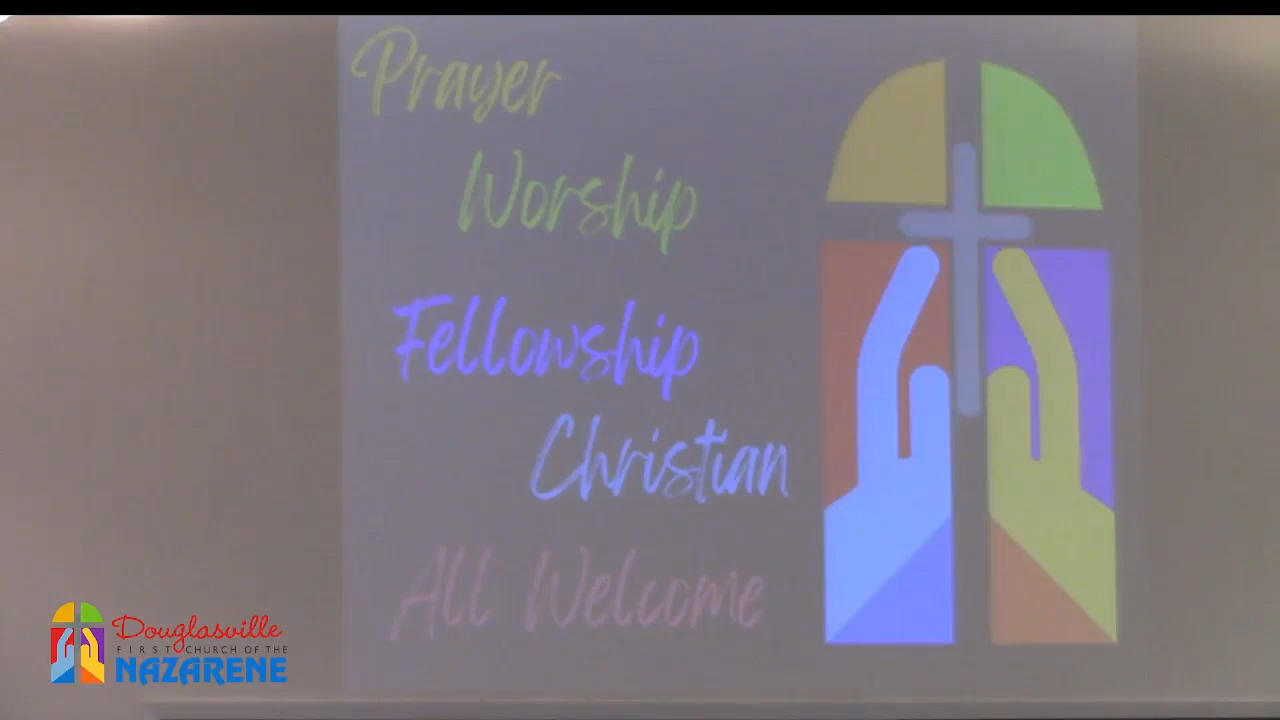 Prayer
Worship
Fellowship
Christian
All Welcome
Douglasville
FIRST CHURCH OF THE
NAZARENE